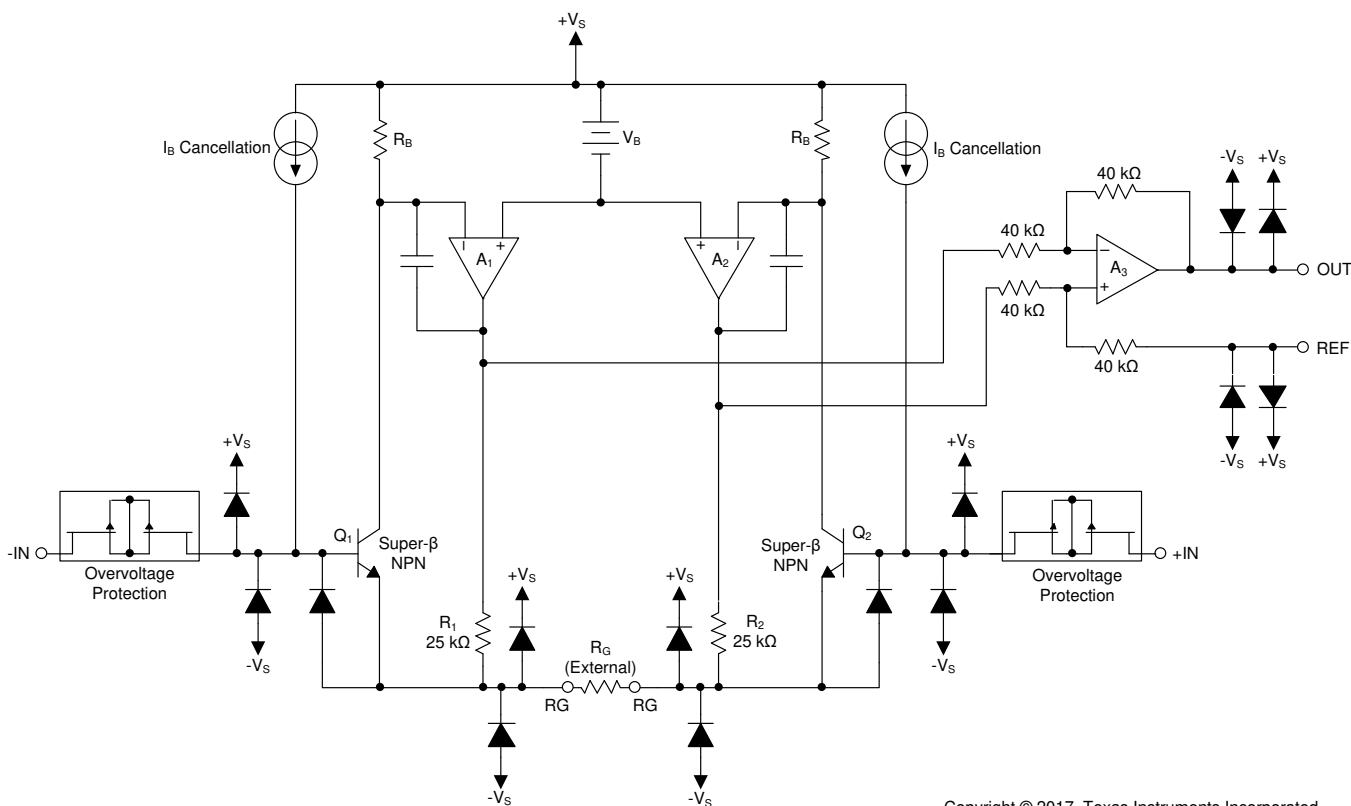 +VS
IB Cancellation
RB
VB
RB
IB Cancellation
-VS
+VS
40 kΩ
40 kΩ
A1
A2
A3
OUT
40 kΩ
40 kΩ
REF
-VS
+VS
+VS
+VS
-IN
Overvoltage
Protection
Q1
Super-β
NPN
Q2
Super-β
NPN
+IN
Overvoltage
Protection
+VS
+VS
R1
25 kΩ
R2
25 kΩ
RG
(External)
RG
RG
-VS
-VS
-VS
-VS
Copyright © 2017, Texas Instruments Incorporated